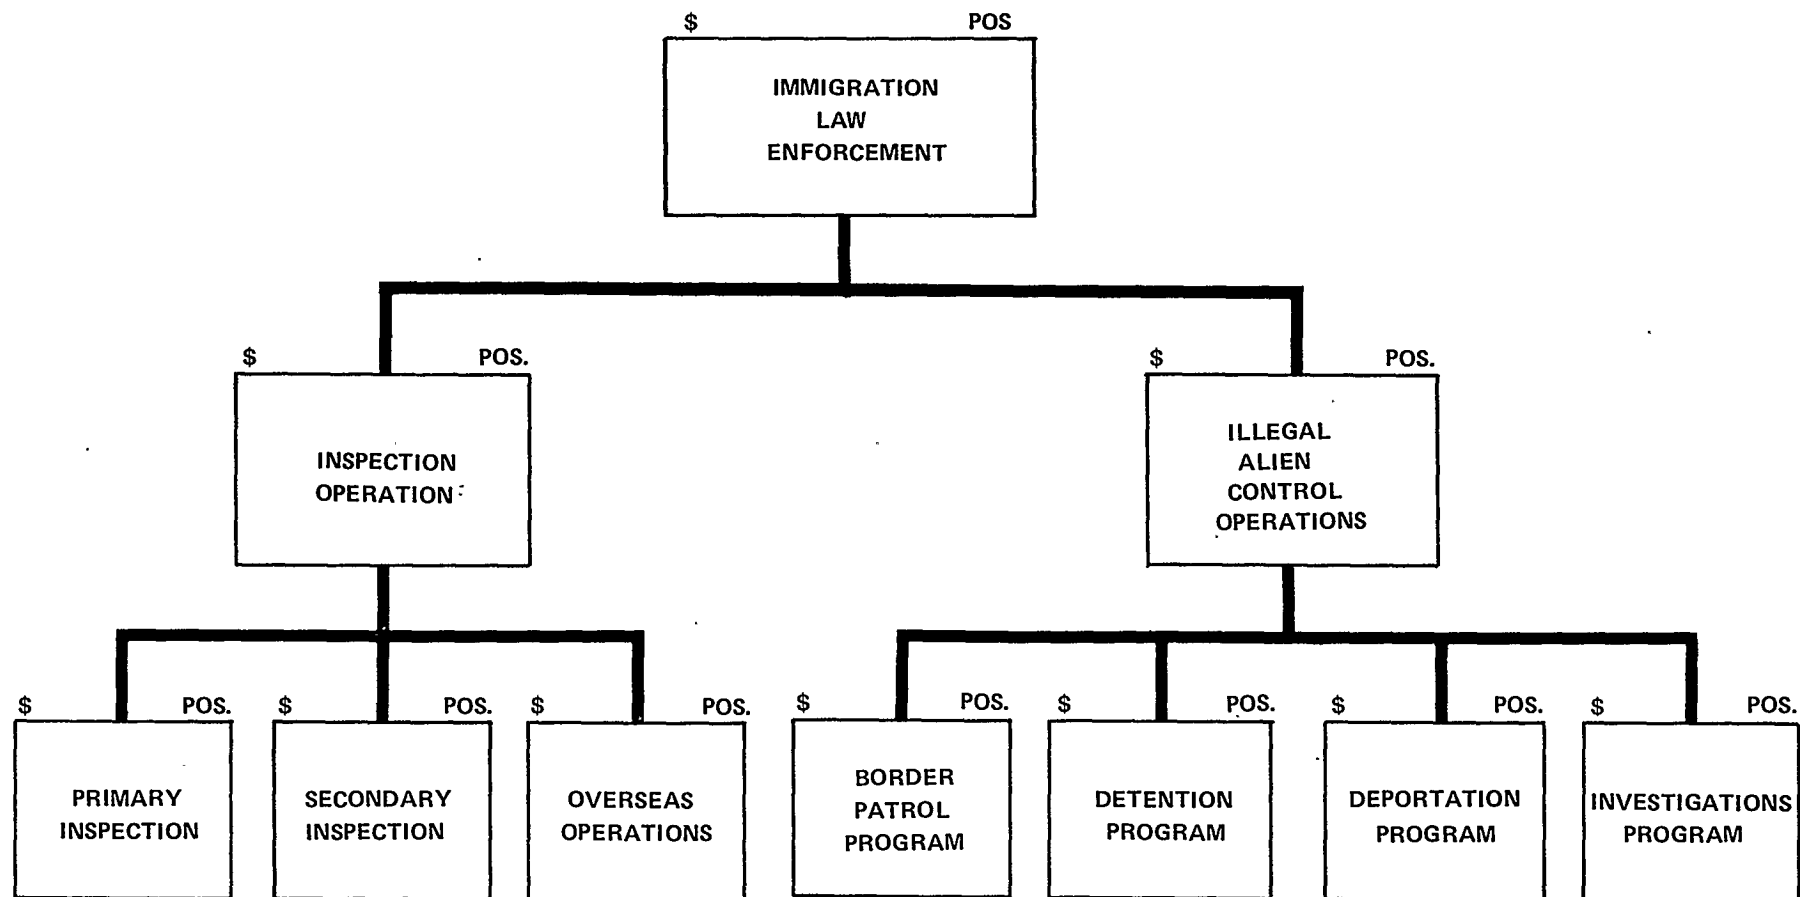 $ POS
IMMIGRATION
LAW
ENFORCEMENT
$ POS.
INSPECTION
OPERATION
$ POS.
ILLEGAL
ALIEN
CONTROL
OPERATIONS
$ POS.
PRIMARY
INSPECTION
$ POS.
SECONDARY
INSPECTION
$ POS.
OVERSEAS
OPERATIONS
$ POS.
BORDER
PATROL
PROGRAM
$ POS.
DETENTION
PROGRAM
$ POS.
DEPORTATION
PROGRAM
$ POS.
INVESTIGATIONS
PROGRAM